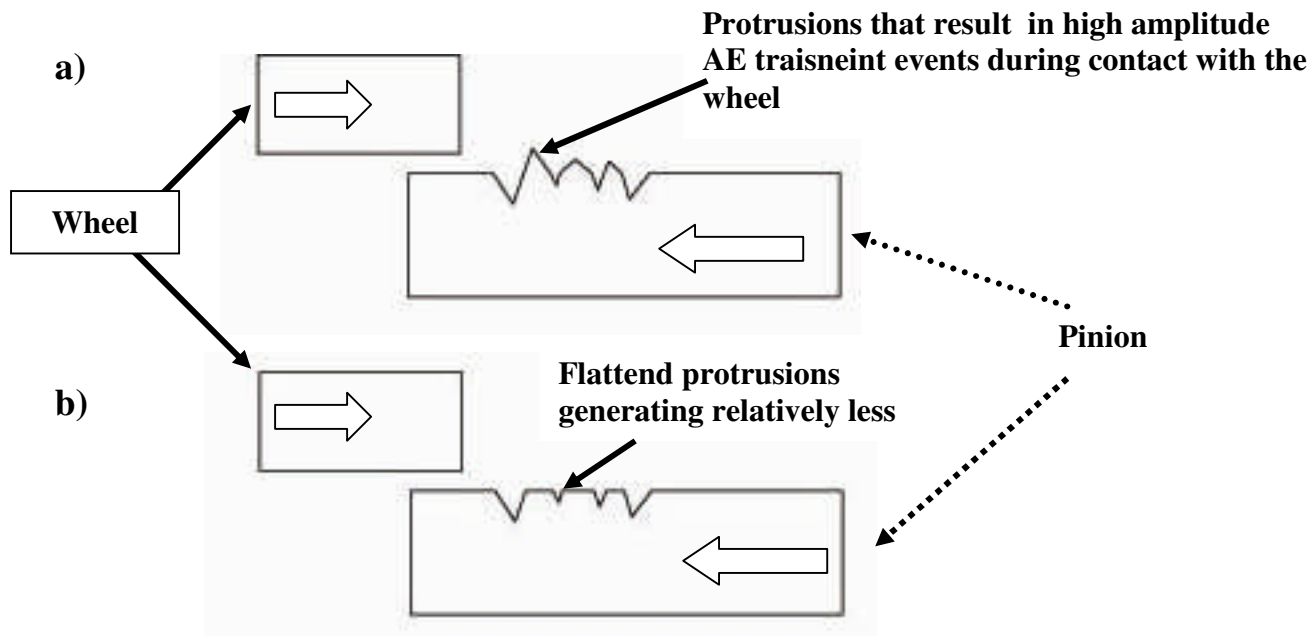 Protrusions that result in high amplitude
AE traisneint events during contact with the
wheel
a)
Wheel
Pinion
b)
Flattend protrusions
generating relatively less